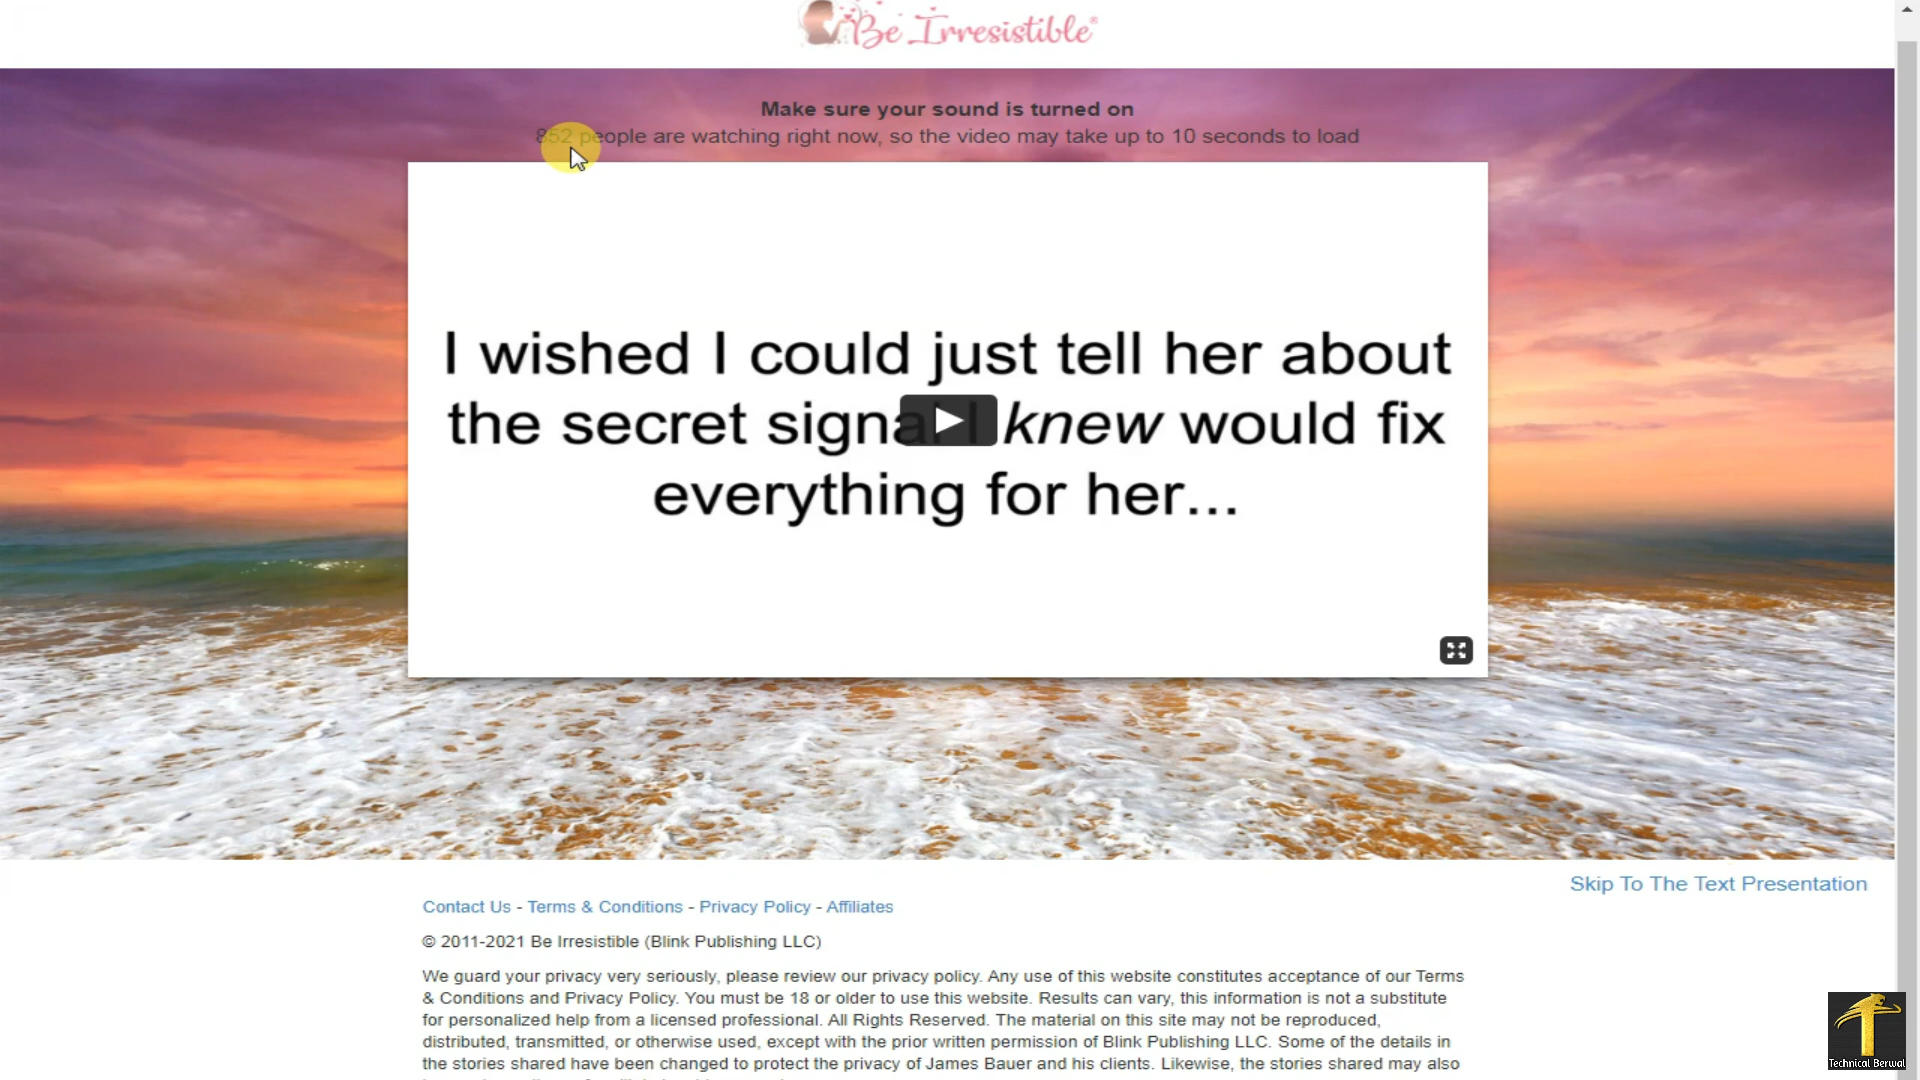 Be Irresistible®
Make sure your sound is turned on
852 people are watching right now, so the video may take up to 10 seconds to load
I wished I could just tell her about
the secret signal I knew would fix
everything for her...
Skip To The Text Presentation
Contact Us - Terms & Conditions - Privacy Policy - Affiliates
© 2011-2021 Be Irresistible (Blink Publishing LLC)
We guard your privacy very seriously, please review our privacy policy. Any use of this website constitutes acceptance of our Terms
& Conditions and Privacy Policy. You must be 18 or older to use this website. Results can vary, this information is not a substitute
for personalized help from a licensed professional. All Rights Reserved. The material on this site may not be reproduced,
distributed, transmitted, or otherwise used, except with the prior written permission of Blink Publishing LLC. Some of the details in
the stories shared have been changed to protect the privacy of James Bauer and his clients. Likewise, the stories shared may also
Technical Berwal